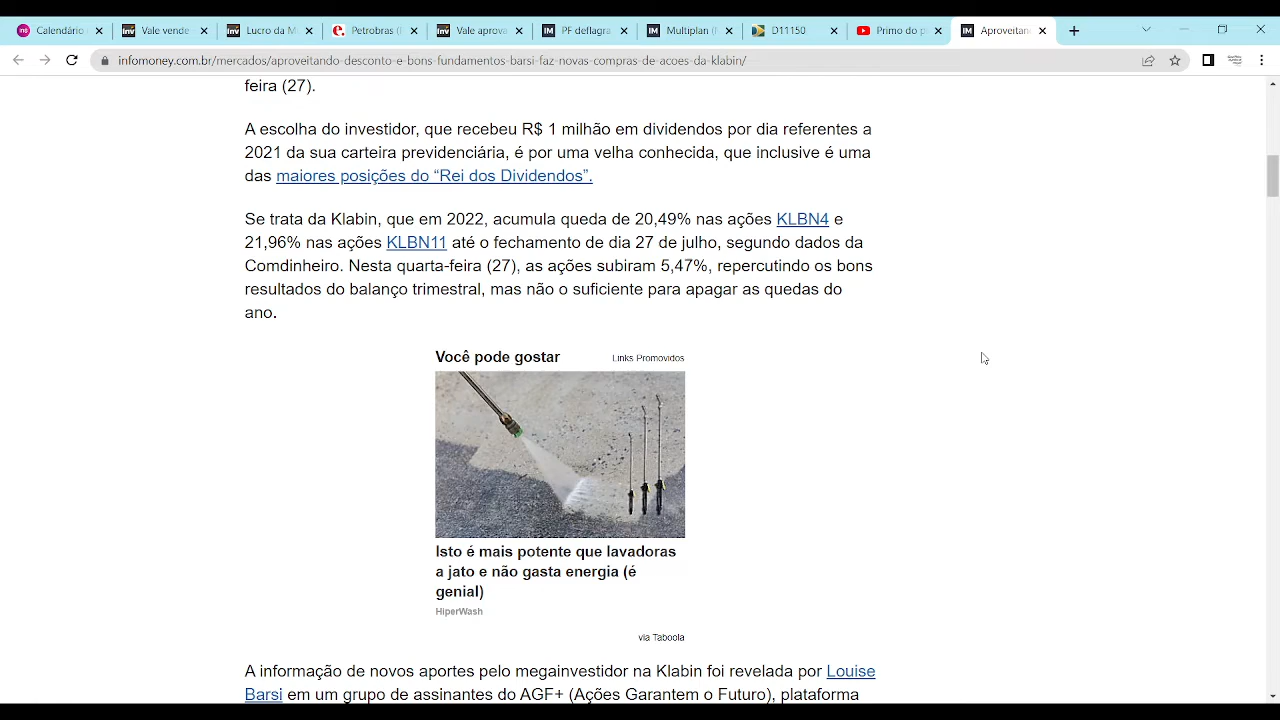 Calendário
Vale vende
Lucro da M
Petrobras (
Vale aprova
PF deflagra
Multiplan (M
D11150
Primo do p
Aproveitan
infomoney.com.br/mercados/aproveitando-desconto-e-bons-fundamentos-barsi-faz-novas-compras-de-acoes-da-klabin/
feira (27).
A escolha do investidor, que recebeu R$ 1 milhão em dividendos por dia referentes a
2021 da sua carteira previdenciária, é por uma velha conhecida, que inclusive é uma
das maiores posições do “Rei dos Dividendos”.
Se trata da Klabin, que em 2022, acumula queda de 20,49% nas ações KLBN4 e
21,96% nas ações KLBN11 até o fechamento de dia 27 de julho, segundo dados da
Comdinheiro. Nesta quarta-feira (27), as ações subiram 5,47%, repercutindo os bons
resultados do balanço trimestral, mas não o suficiente para apagar as quedas do
ano.
Você pode gostar
Links Promovidos
Isto é mais potente que lavadoras
a jato e não gasta energia (é
genial)
HiperWash
via Taboola
A informação de novos aportes pelo megainvestidor na Klabin foi revelada por Louise
Barsi em um grupo de assinantes do AGF+ (Ações Garantem o Futuro), plataforma